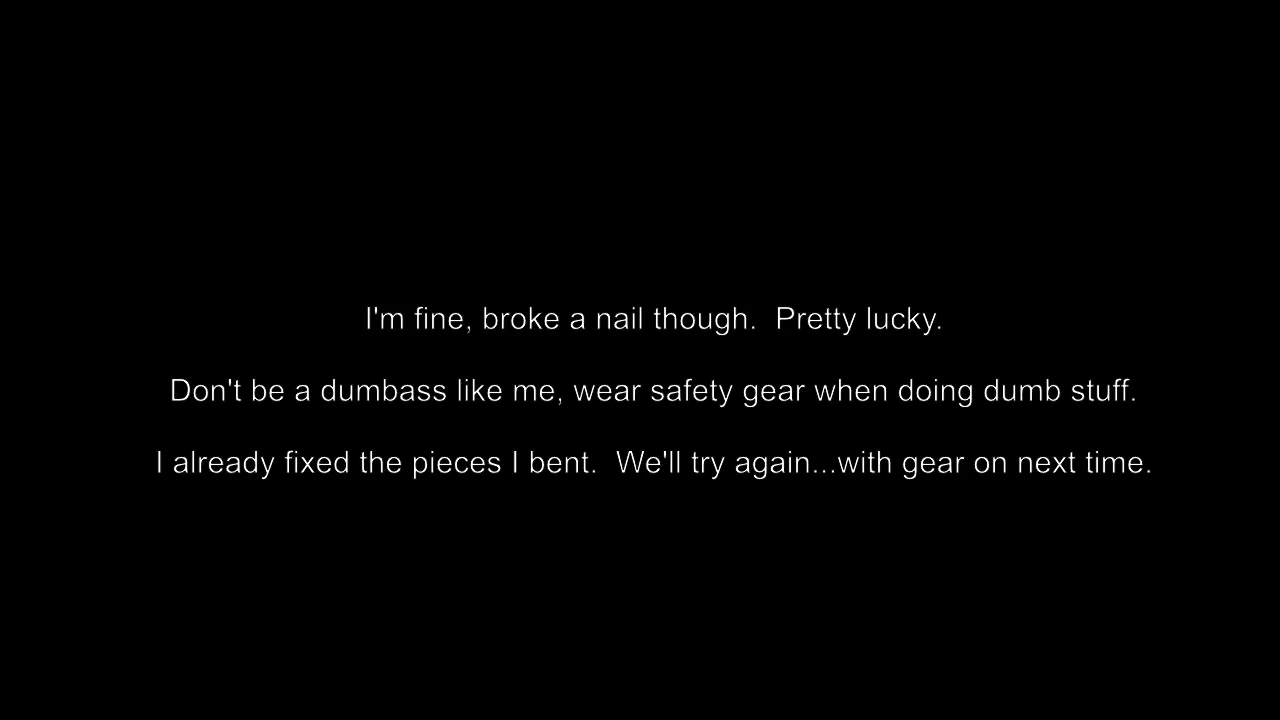 I'm fine, broke a nail though.  Pretty lucky.
Don't be a dumbass like me, wear safety gear when doing dumb stuff.
I already fixed the pieces I bent.  We'll try again...with gear on next time.